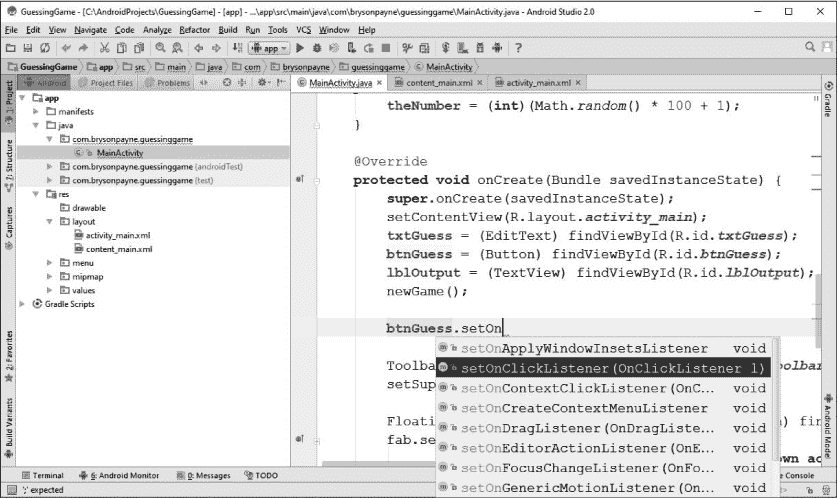 GuessingGame - [C:\AndroidProjects\GuessingGame] - [app] - ...\app\src\main\java\com\brysonpayne\guessinggame\MainActivity.java - Android Studio 2.0
File Edit View Navigate Code Analyze Refactor Build Run Tools VCS Window Help
app
GuessingGame app src main java com brysonpayne guessinggame MainActivity
Android Project Files Problems
MainActivity.java content_main.xml activity_main.xml
1: Project
7: Structure
Captures
2: Favorites
Build Variants
app
manifests
java
com.brysonpayne.guessinggame
MainActivity
com.brysonpayne.guessinggame (androidTest)
com.brysonpayne.guessinggame (test)
res
drawable
layout
activity_main.xml
content_main.xml
menu
mipmap
values
Gradle Scripts
theNumber = (int)(Math.random() * 100 + 1);
}
@Override
protected void onCreate(Bundle savedInstanceState) {
super.onCreate(savedInstanceState);
setContentView(R.layout.activity_main);
txtGuess = (EditText) findViewById(R.id.txtGuess);
btnGuess = (Button) findViewById(R.id.btnGuess);
lblOutput = (TextView) findViewById(R.id.lblOutput);
newGame();
btnGuess.setOn
setOnApplyWindowInsetsListener void
Toolba
setOnClickListener(OnClickListener l)
oolbar
setSup
setOnContextClickListener(OnC...  void
setOnCreateContextMenuListener void
Floati
setOnDragListener(OnDragListe... void
) fin
fab.se
setOnEditorActionListener(OnE... void
setOnFocusChangeListener(OnFo... void
wn ac
setOnGenericMotionListener(On... void
Gradle
Android Model
Terminal 6: Android Monitor 0: Messages TODO
e Console
';' expected